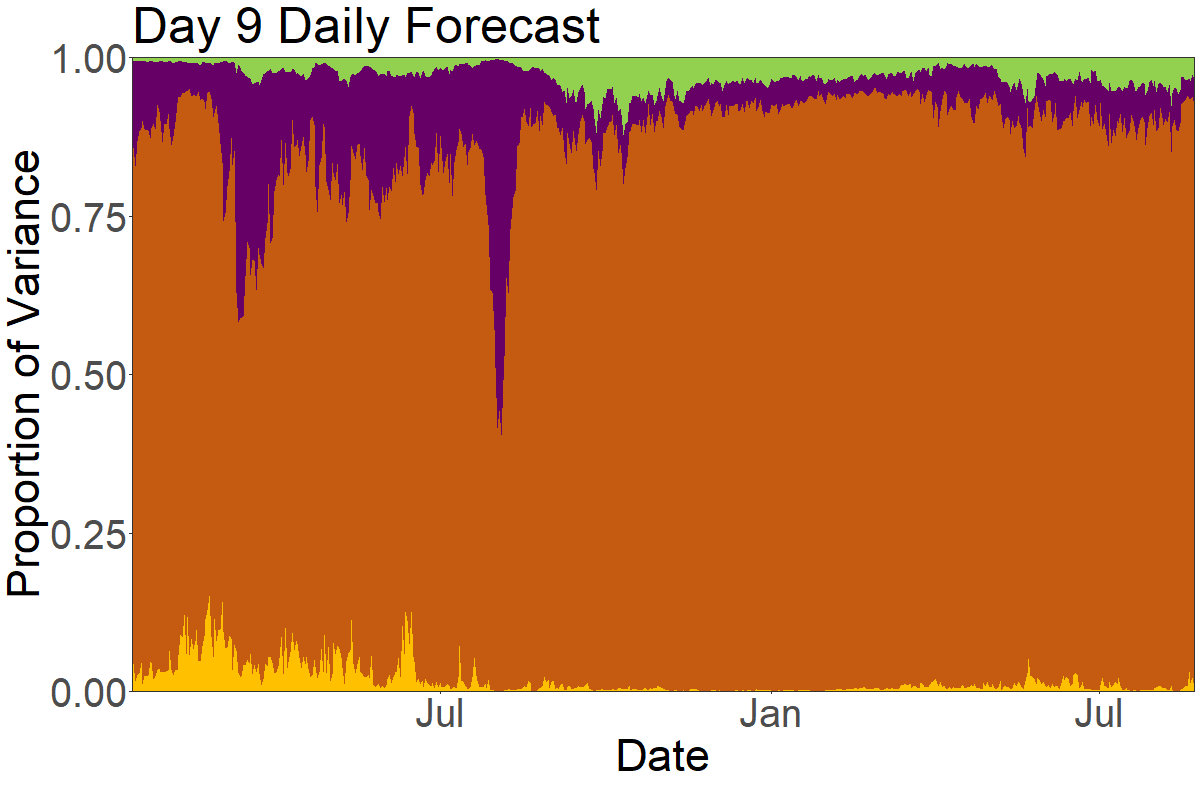 Day 9 Daily Forecast
Proportion of Variance
1.00
0.75
0.50
0.25
0.00
Jul
Jan
Jul
Date